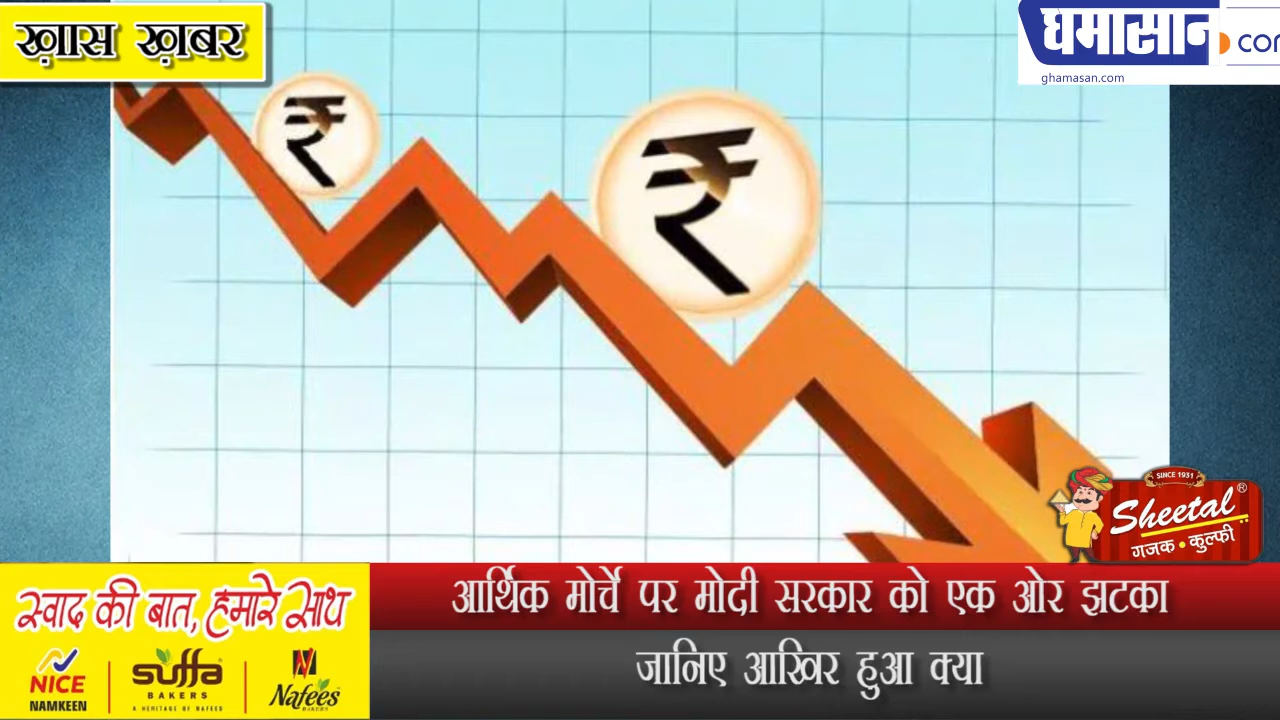 ख़ास ख़बर
घमासान
.com
ghamasan.com
₹
₹
SINCE 1931
Sheetal®
गजक • कुल्फी
आर्थिक मोर्चे पर मोदी सरकार को एक ओर झटका
जानिए आखिर हुआ क्या
स्वाद की बात, हमारे साथ
NICE
NAMKEEN
suffa
BAKERS
A HERITAGE OF NAFEES
Nafees
BAKERS